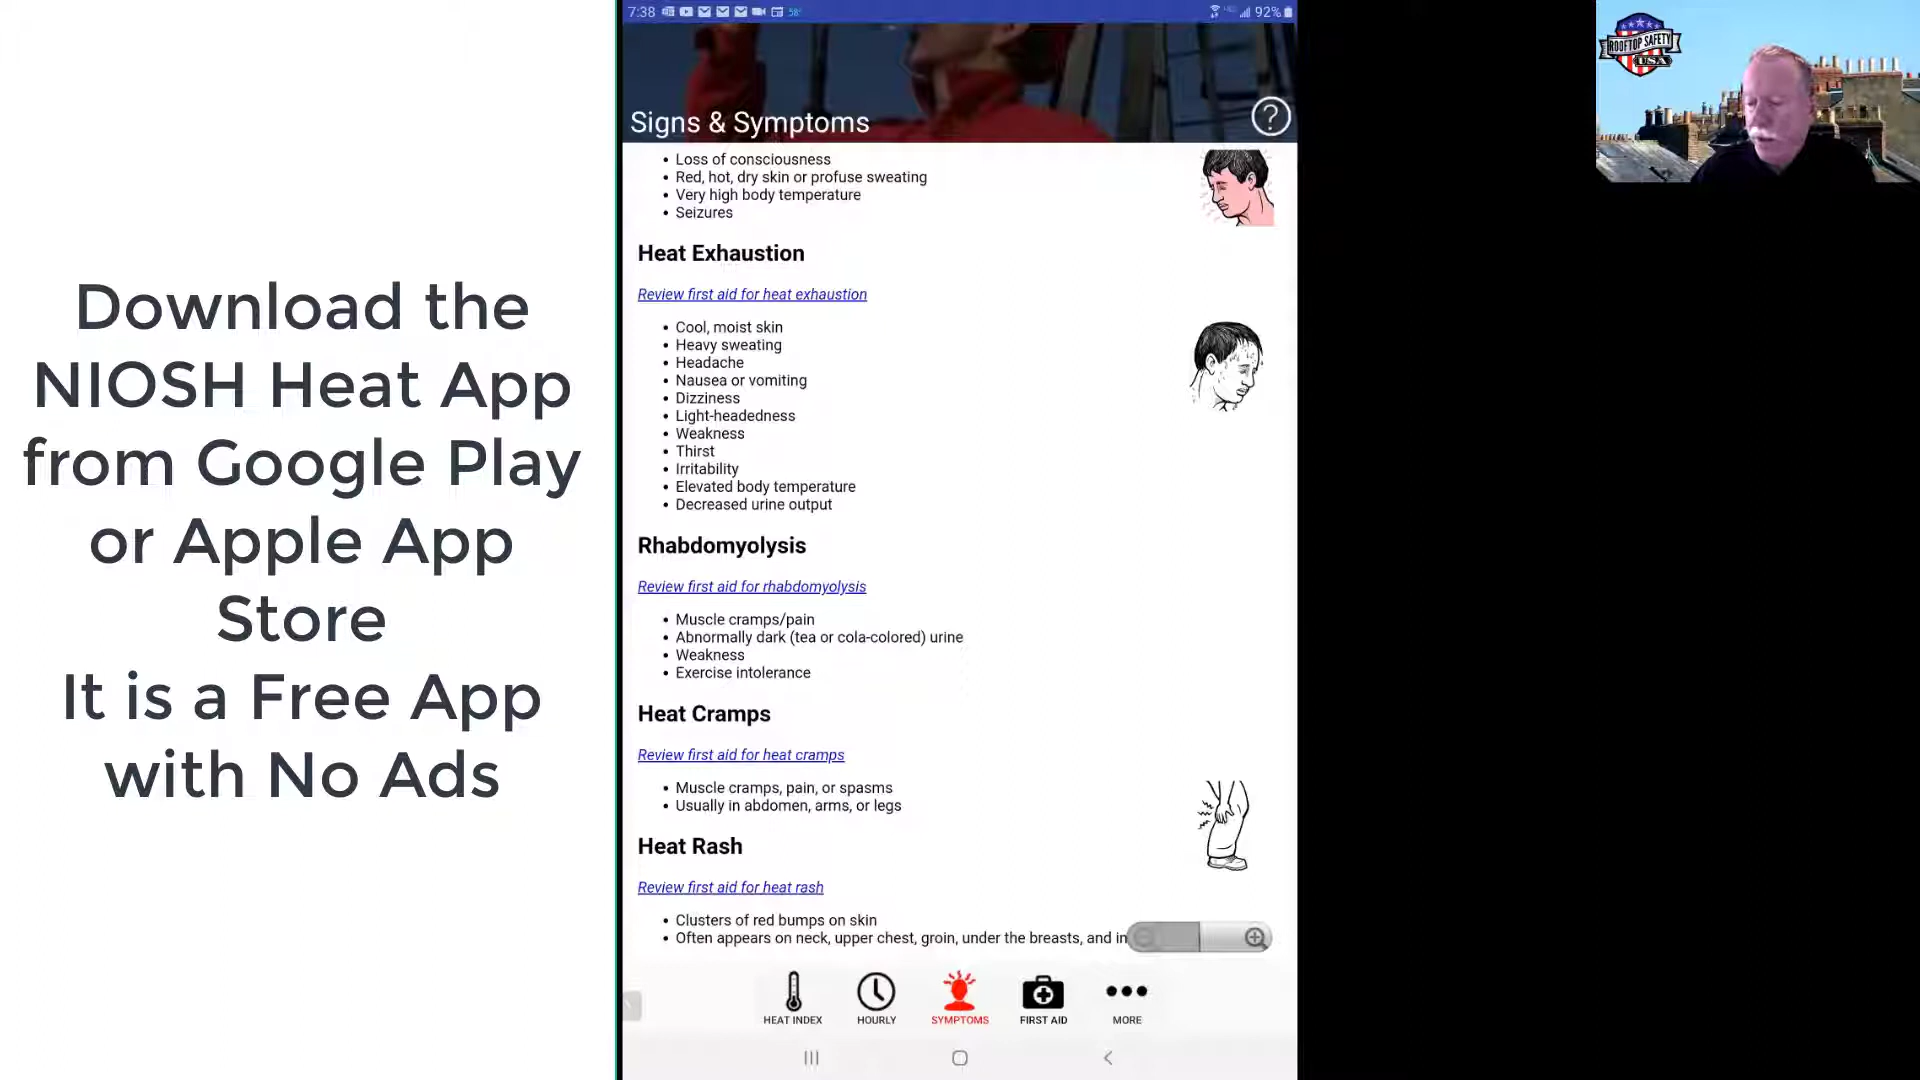 Download the
NIOSH Heat App
from Google Play
or Apple App
Store
It is a Free App
with No Ads
7:38
58°
92%
Signs & Symptoms
Loss of consciousness
Red, hot, dry skin or profuse sweating
Very high body temperature
Seizures
Heat Exhaustion
Review first aid for heat exhaustion
Cool, moist skin
Heavy sweating
Headache
Nausea or vomiting
Dizziness
Light-headedness
Weakness
Thirst
Irritability
Elevated body temperature
Decreased urine output
Rhabdomyolysis
Review first aid for rhabdomyolysis
Muscle cramps/pain
Abnormally dark (tea or cola-colored) urine
Weakness
Exercise intolerance
Heat Cramps
Review first aid for heat cramps
Muscle cramps, pain, or spasms
Usually in abdomen, arms, or legs
Heat Rash
Review first aid for heat rash
Clusters of red bumps on skin
Often appears on neck, upper chest, groin, under the breasts, and in
HEAT INDEX
HOURLY
SYMPTOMS
FIRST AID
MORE
ROOFTOP SAFETY
USA